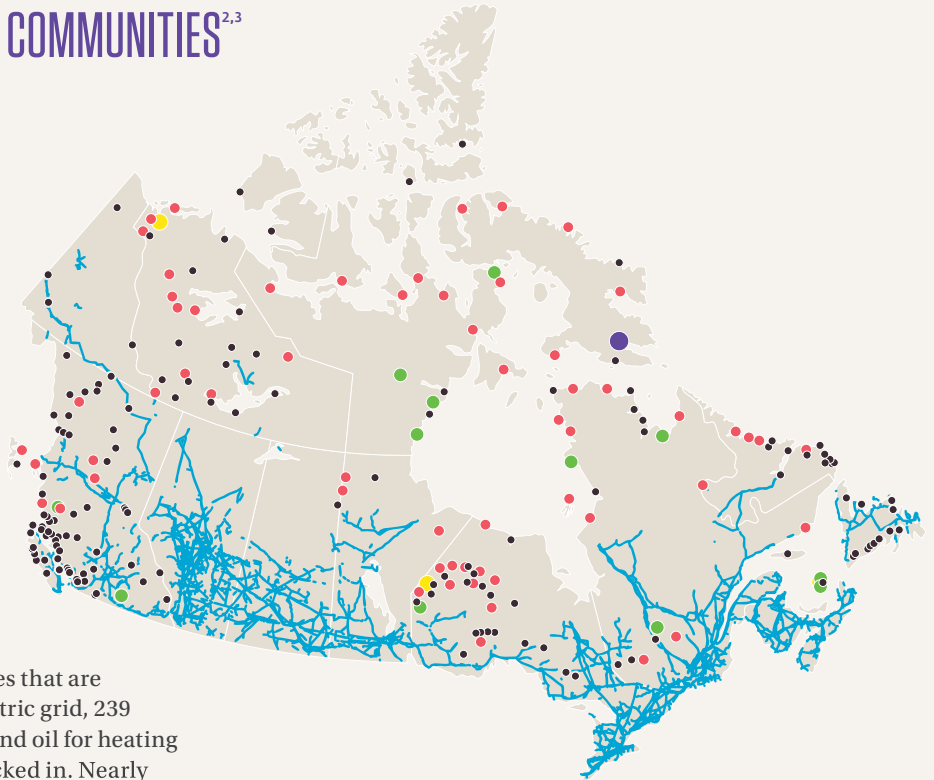 COMMUNITIES2,3
es that are
tric grid, 239
nd oil for heating
cked in. Nearly